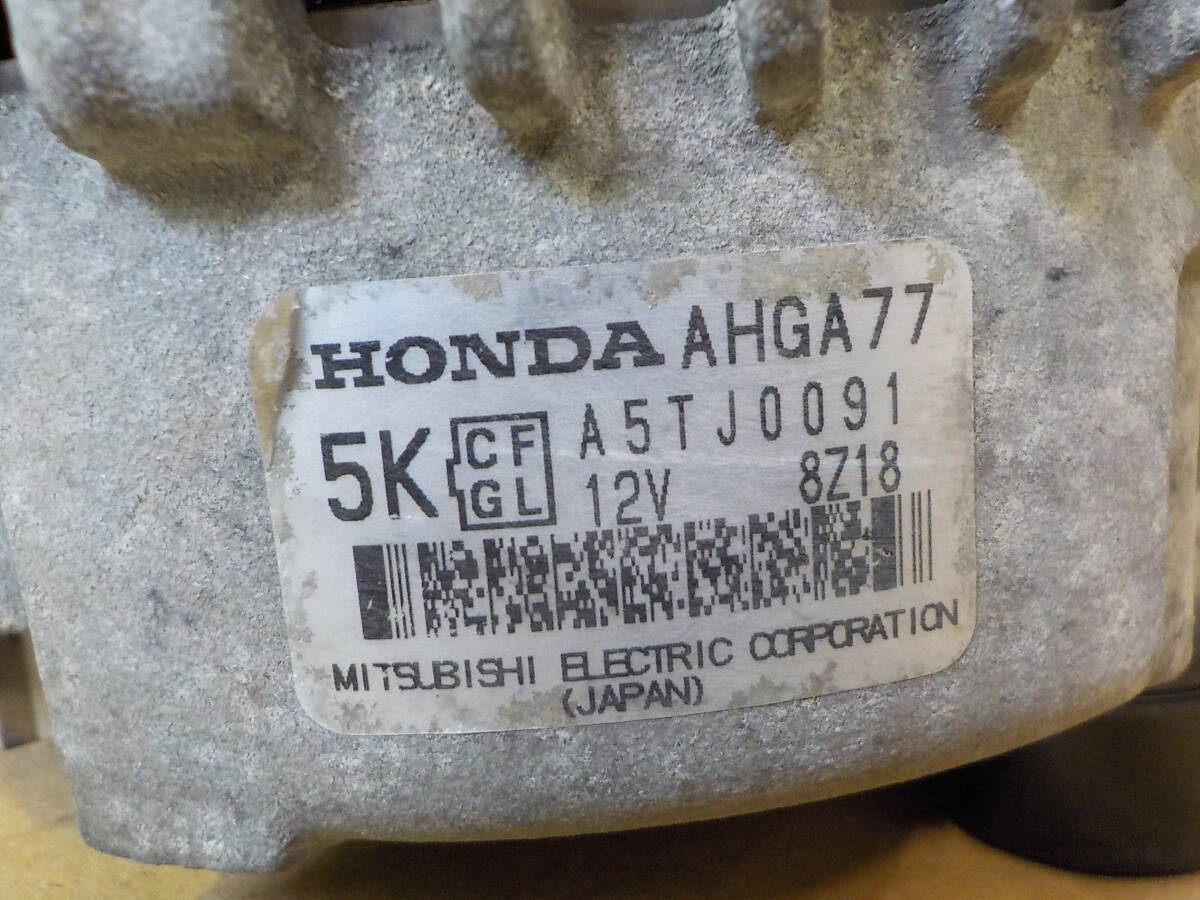 HONDA AHGA77
5K CF GL A5TJ0091
12V 8Z18
MITSUBISHI ELECTRIC CORPORATION
(JAPAN)